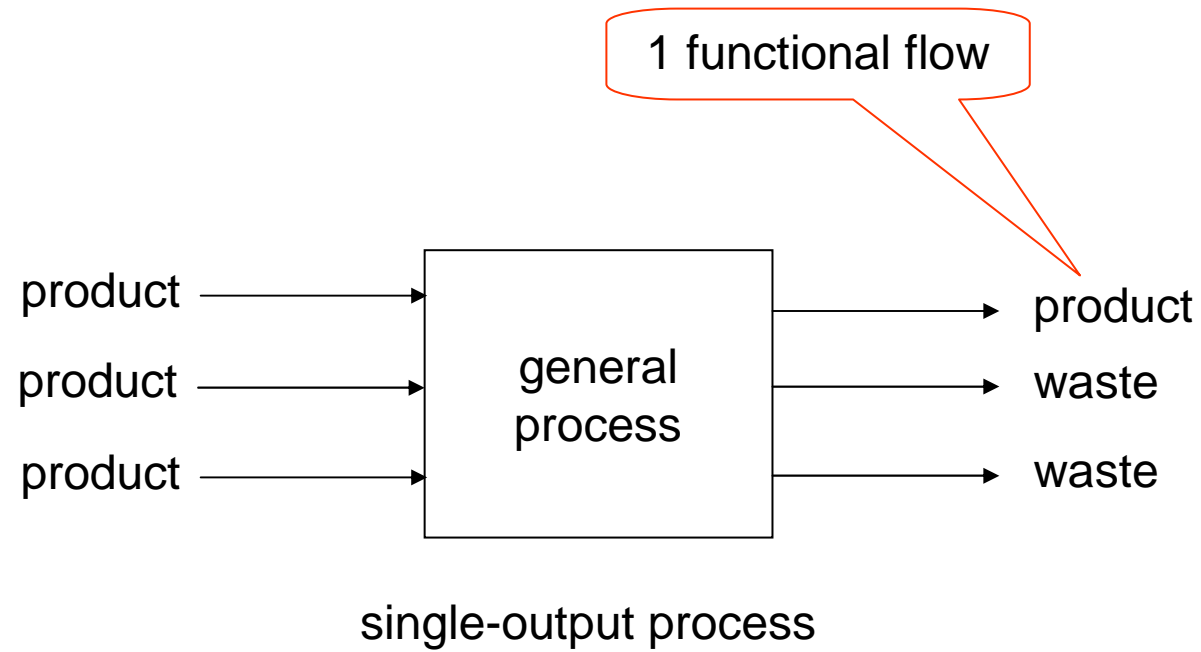 1 functional flow
product
product
product
general
process
product
waste
waste
single-output process